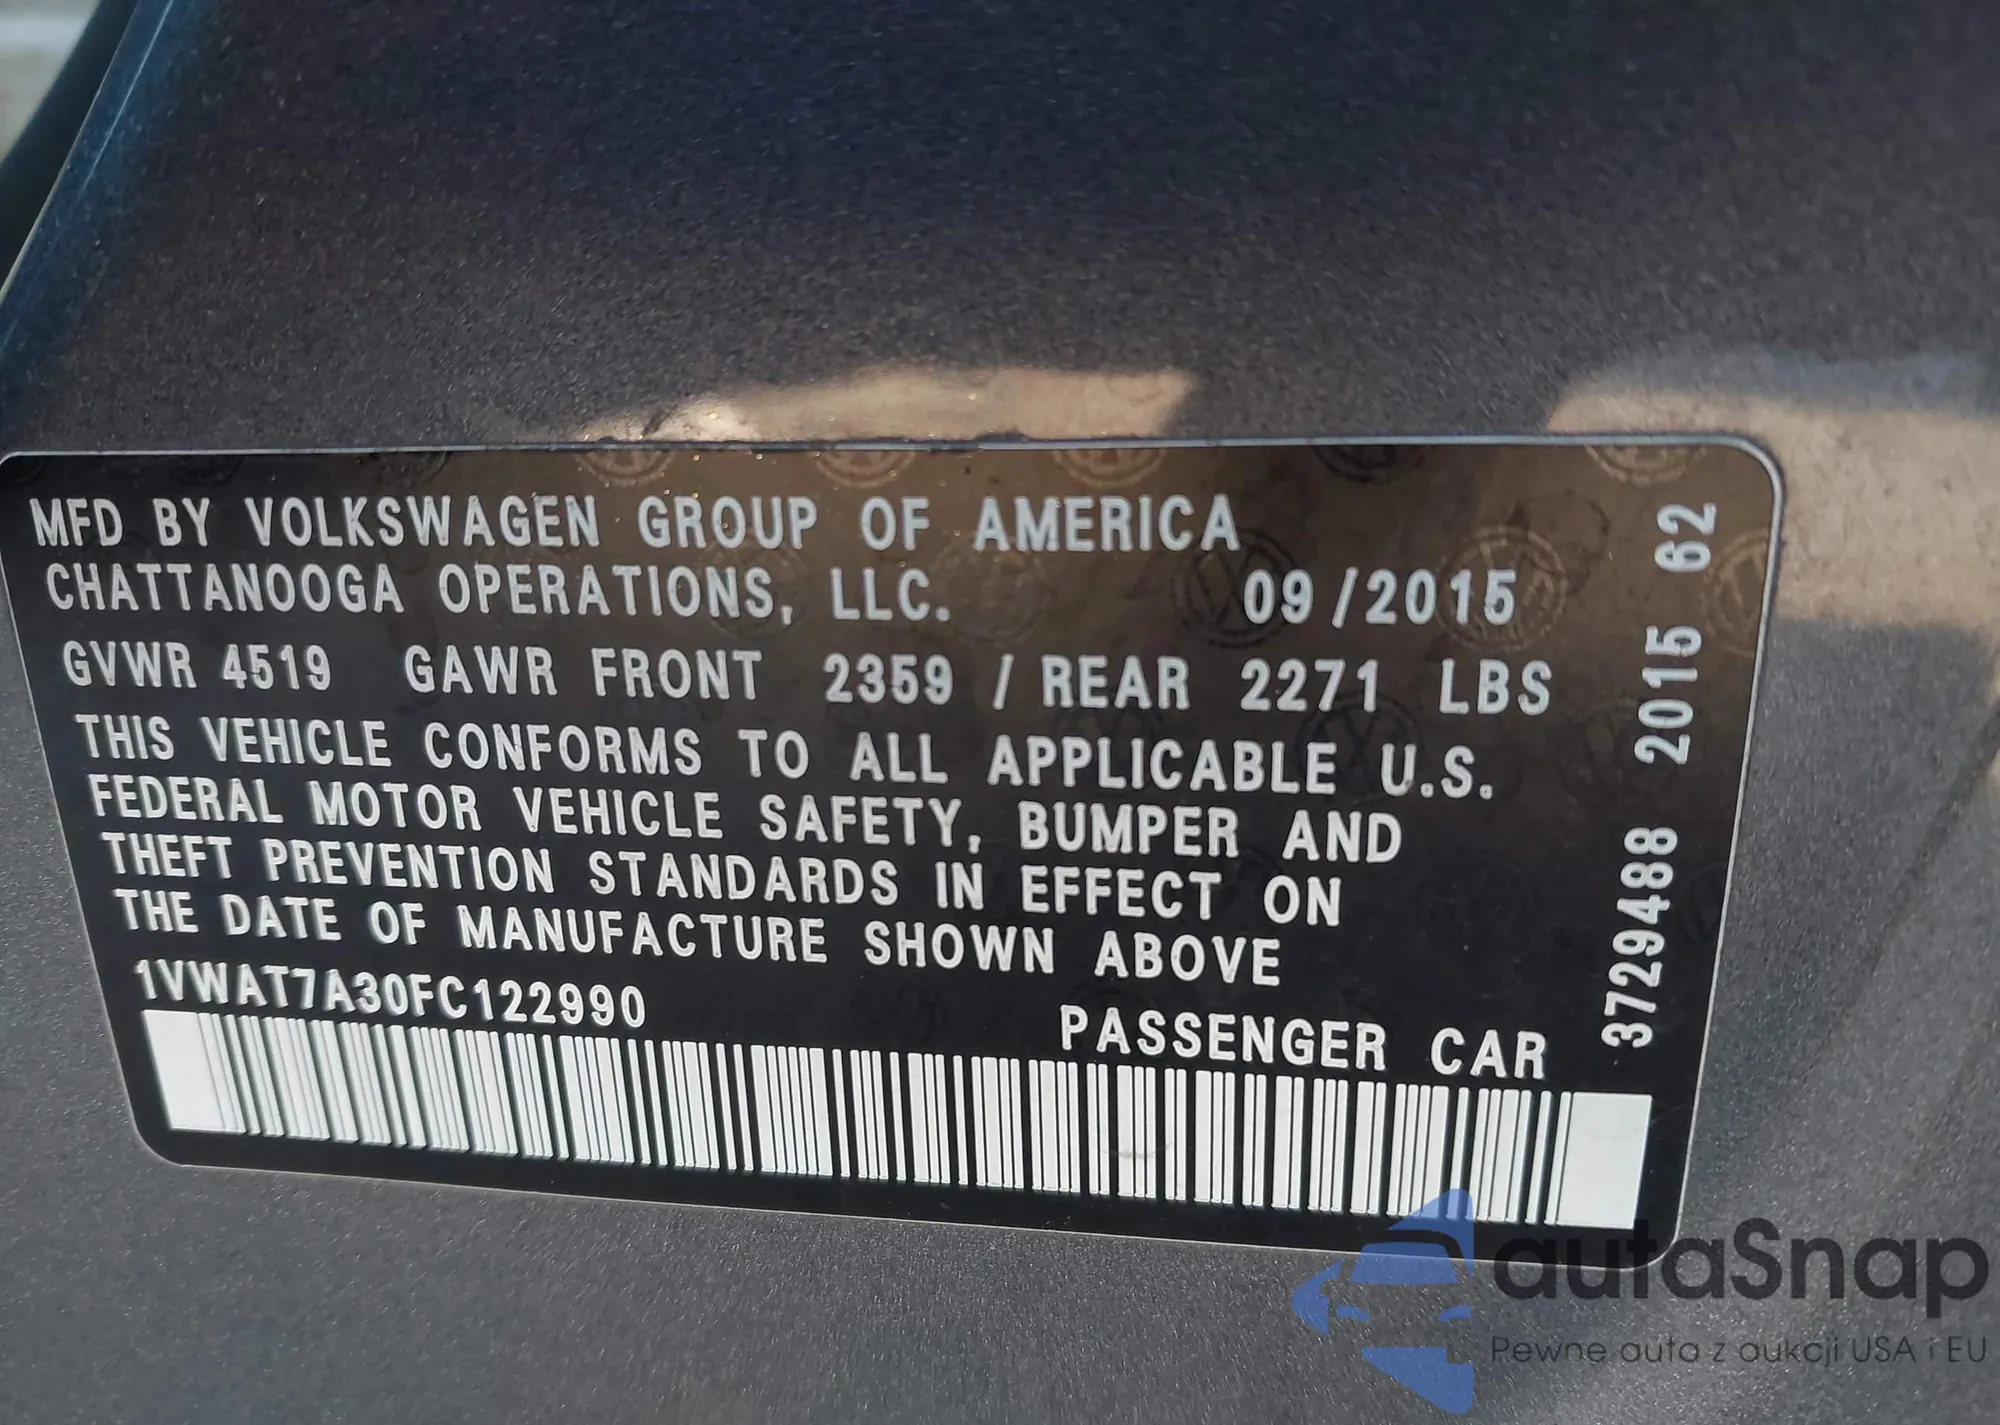 MFD BY VOLKSWAGEN GROUP OF AMERICA
CHATTANOOGA OPERATIONS, LLC. 09/2015
GVWR 4519 GAWR FRONT 2359 / REAR 2271 LBS
THIS VEHICLE CONFORMS TO ALL APPLICABLE U.S.
FEDERAL MOTOR VEHICLE SAFETY, BUMPER AND
THEFT PREVENTION STANDARDS IN EFFECT ON
THE DATE OF MANUFACTURE SHOWN ABOVE
1VWAT7A30FC122990
PASSENGER CAR
3729488 2015 62
autaSnap
Pewne auta z aukcji USA i EU